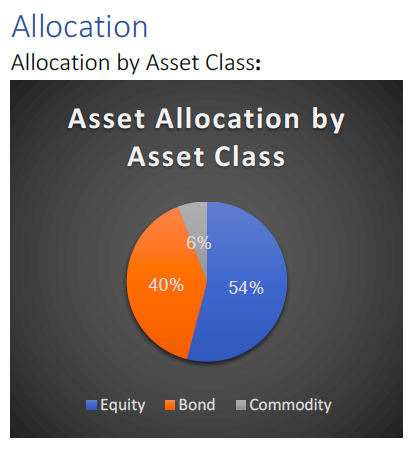 Allocation
Allocation by Asset Class:
Asset Allocation by
Asset Class
6%
40%
54%
Equity Bond Commodity